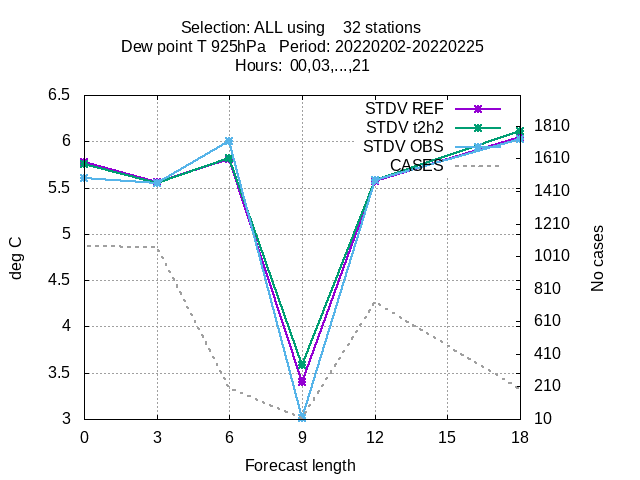 Selection: ALL using    32 stations
Dew point T 925hPa   Period: 20220202-20220225
Hours: 00,03,...,21
STDV REF
STDV t2h2
STDV OBS
CASES
6.5
6
5.5
5
4.5
4
3.5
3
1810
1610
1410
1210
1010
810
610
410
210
10
deg C
No cases
0 3 6 9 12 15 18
Forecast length